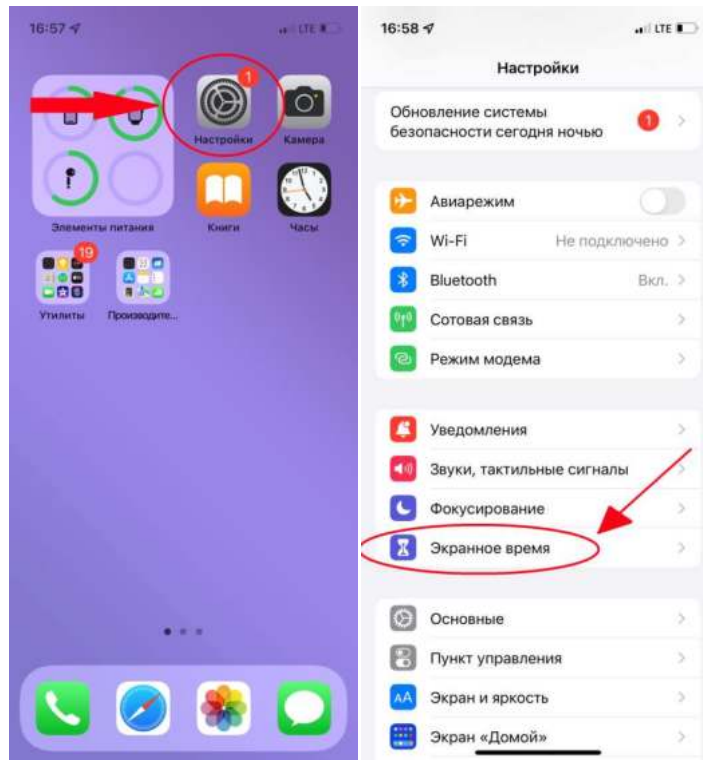 16:57
LTE
1
Настройки
Камера
Элементы питания
Книги
Часы
19
Утилиты
Производите...
16:58
LTE
Настройки
Обновление системы
безопасности сегодня ночью
1
Авиарежим
Wi-Fi
Не подключено
Bluetooth
Вкл.
Сотовая связь
Режим модема
Уведомления
Звуки, тактильные сигналы
Фокусирование
Экранное время
Основные
Пункт управления
AA
Экран и яркость
Экран «Домой»